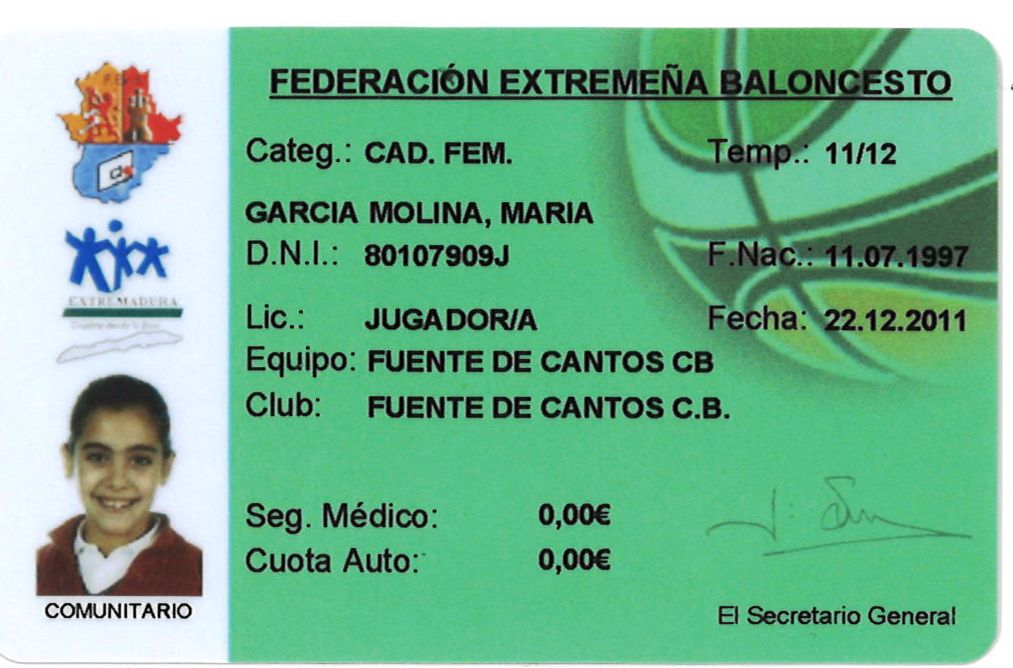 FEDERACIÓN EXTREMEÑA BALONCESTO
Categ.: CAD. FEM. Temp.: 11/12
GARCIA MOLINA, MARIA
D.N.I.: 80107909J F.Nac.: 11.07.1997
Lic.: JUGADOR/A Fecha: 22.12.2011
Equipo: FUENTE DE CANTOS CB
Club: FUENTE DE CANTOS C.B.
Seg. Médico: 0,00€
Cuota Auto: 0,00€
El Secretario General
EXTREMADURA
COMUNITARIO